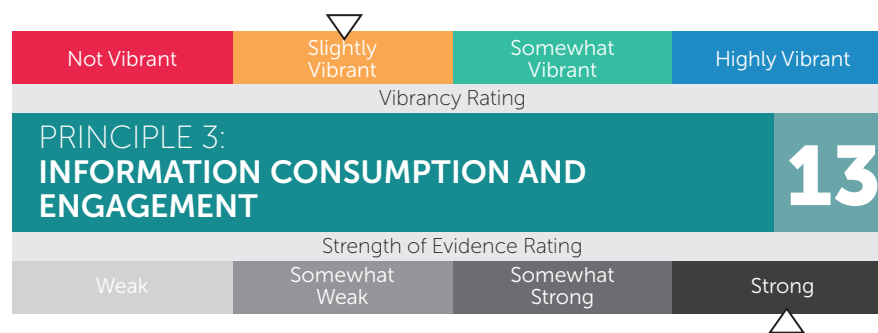 Not Vibrant
Slightly
Vibrant
Somewhat
Vibrant
Highly Vibrant
Vibrancy Rating
PRINCIPLE 3:
INFORMATION CONSUMPTION AND
ENGAGEMENT
13
Strength of Evidence Rating
Weak
Somewhat
Weak
Somewhat
Strong
Strong